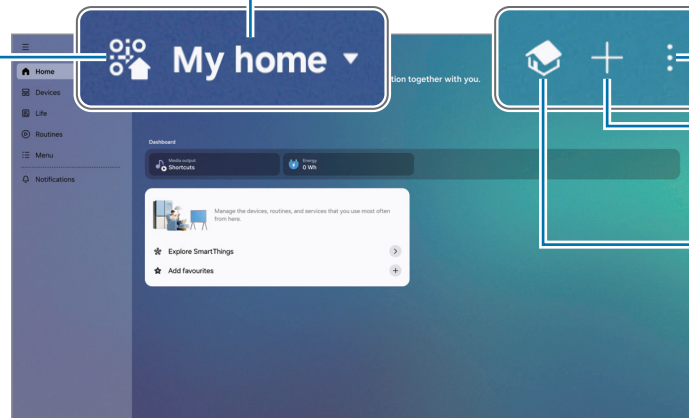 My home
tion together with you.
Home
Devices
Life
Routines
Menu
Notifications
Dashboard
Media output
Shortcuts
Energy
0 Wh
Manage the devices, routines, and services that you use most often
from here.
Explore SmartThings
Add favourites